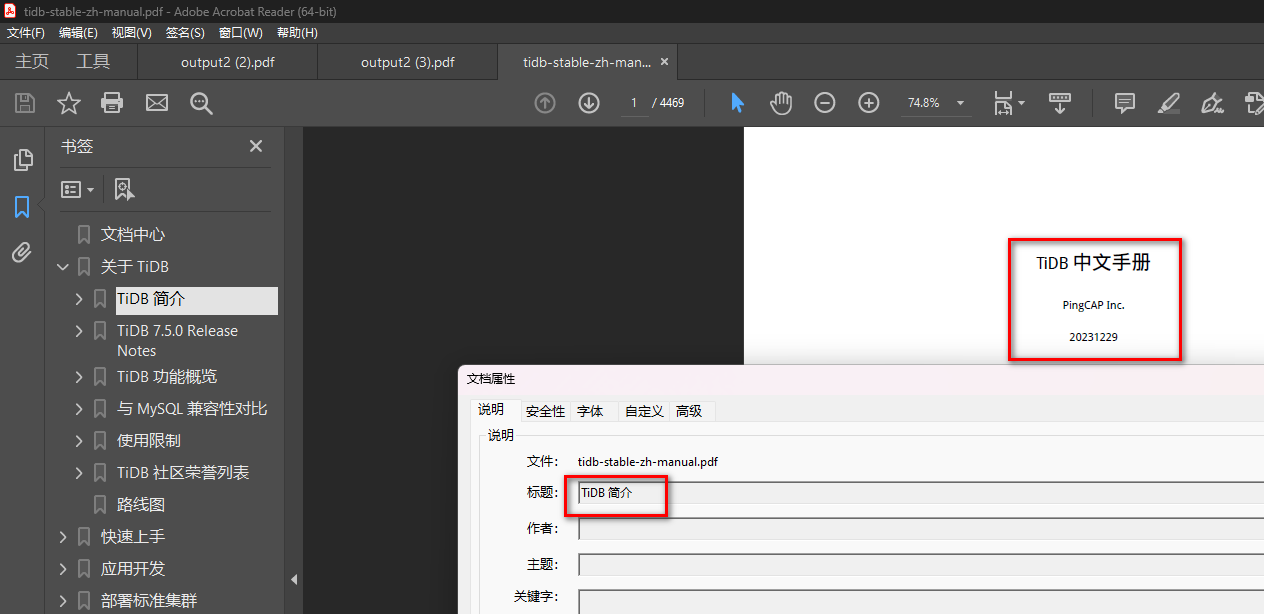 tidb-stable-zh-manual.pdf - Adobe Acrobat Reader (64-bit)
文件(F) 编辑(E) 视图(V) 签名(S) 窗口(W) 帮助(H)
主页 工具 output2 (2).pdf output2 (3).pdf tidb-stable-zh-man... ×
1 / 4469 74.8%
书签
文档中心
关于 TiDB
TiDB 简介
TiDB 7.5.0 Release
Notes
TiDB 功能概览
与 MySQL 兼容性对比
使用限制
TiDB 社区荣誉列表
路线图
快速上手
应用开发
部署标准集群
TiDB 中文手册
PingCAP Inc.
20231229
文档属性
说明 安全性 字体 自定义 高级
说明
文件: tidb-stable-zh-manual.pdf
标题: TiDB 简介
作者:
主题:
关键字: